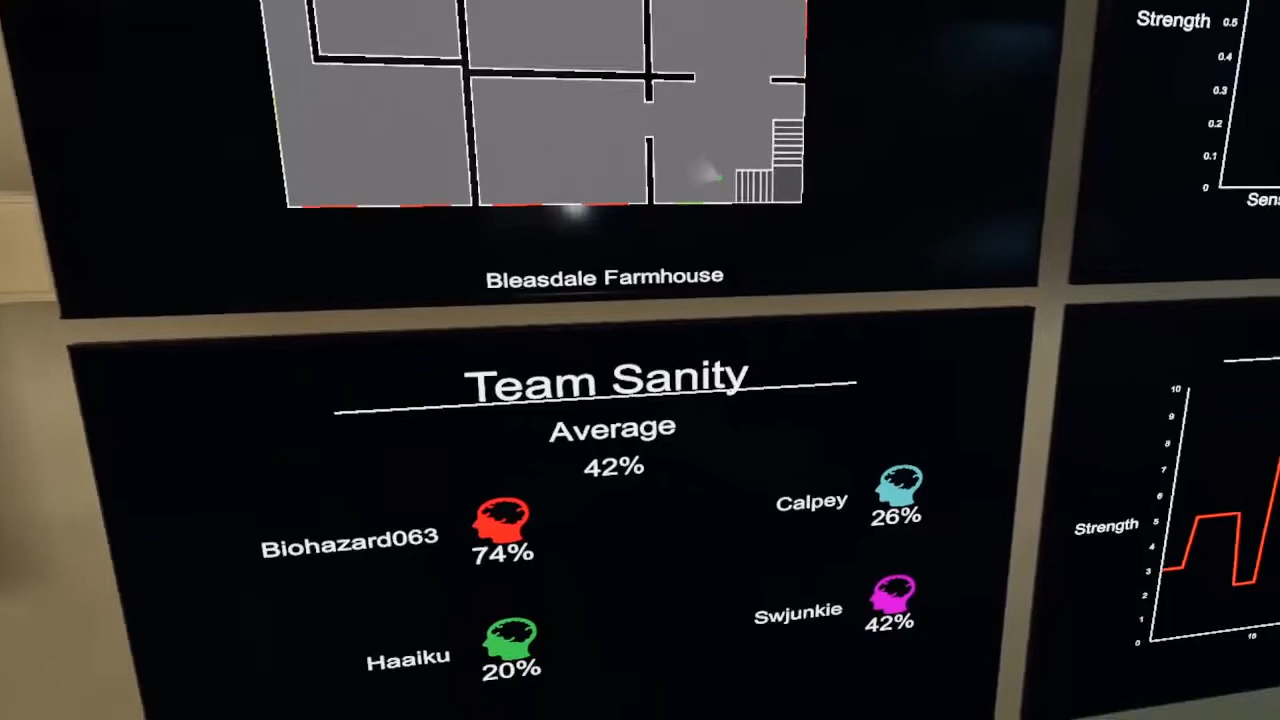 Strength
0.5
0.4
0.3
0.2
0.1
0
Bleasdale Farmhouse
Team Sanity
Average
42%
Calpey
26%
Biohazard063
74%
Swjunkie
42%
Haaiku
20%
10
9
8
7
6
5
4
3
2
1
0
Strength